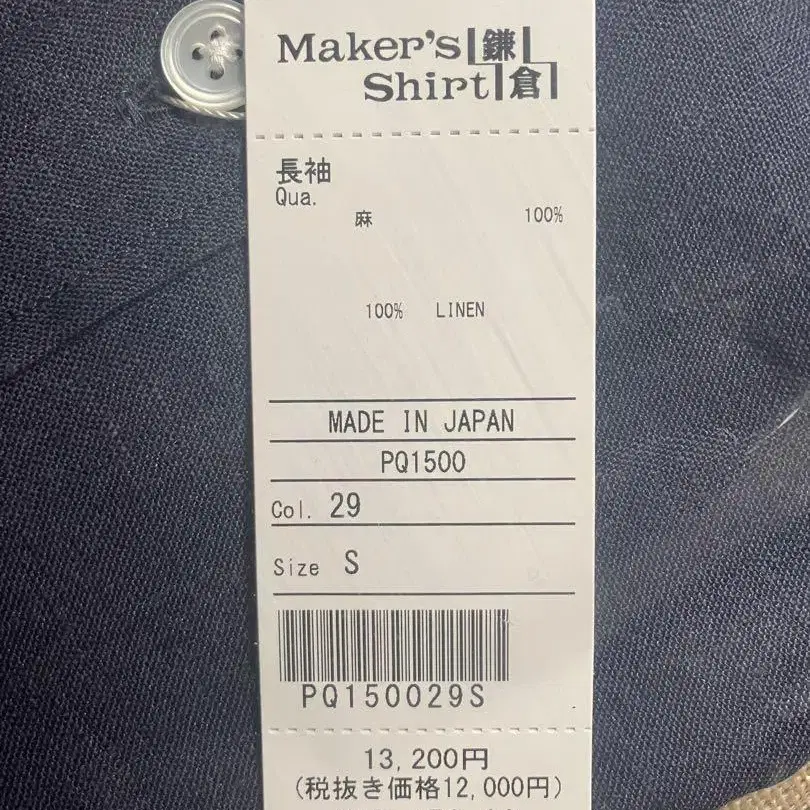 Maker's 鎌
Shirt 倉
長袖
Qua.
麻 100%
100% LINEN
MADE IN JAPAN
PQ1500
Col. 29
Size S
PQ150029S
13,200円
(税抜き価格12,000円)